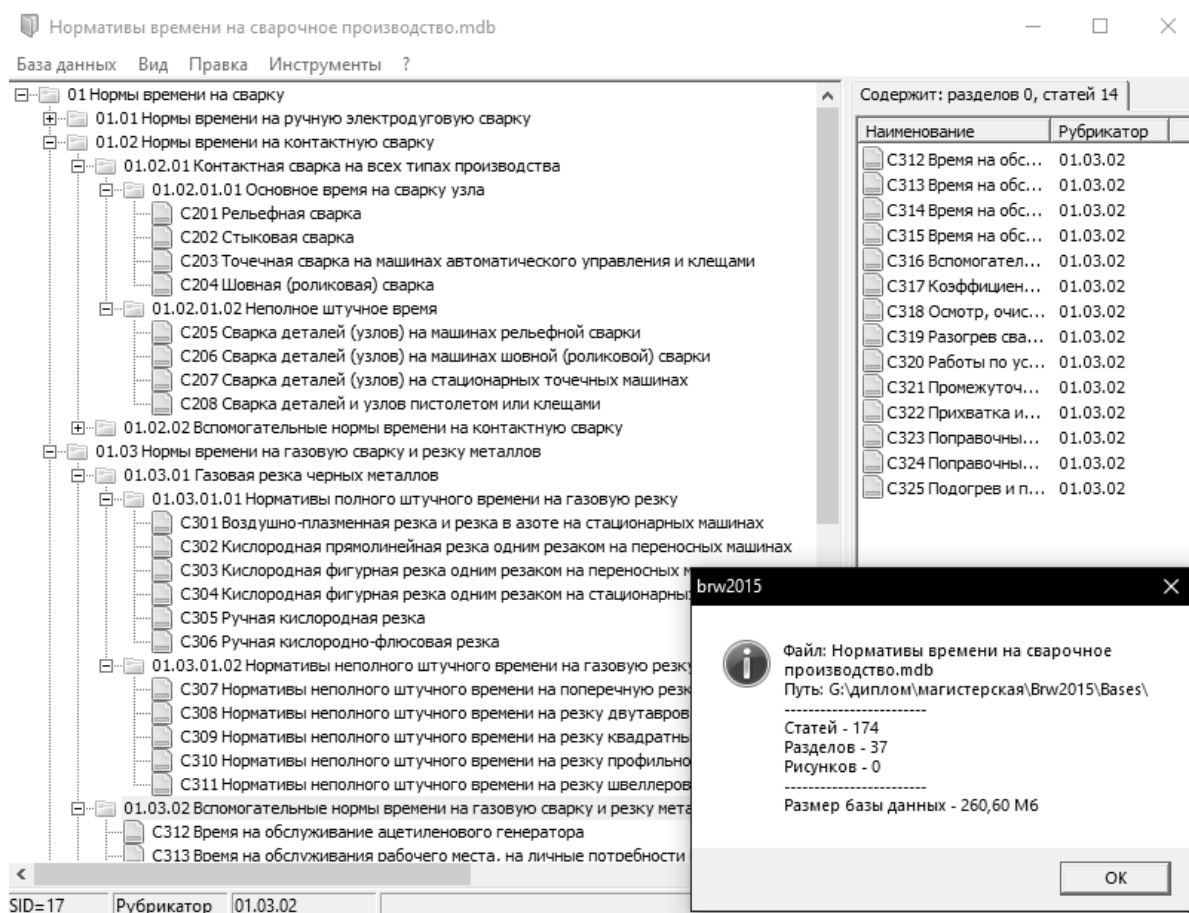 Нормативы времени на сварочное производство.mdb
База данных Вид Правка Инструменты ?
01 Нормы времени на сварку
01.01 Нормы времени на ручную электродуговую сварку
01.02 Нормы времени на контактную сварку
01.02.01 Контактная сварка на всех типах производства
01.02.01.01 Основное время на сварку узла
С201 Рельефная сварка
С202 Стыковая сварка
С203 Точечная сварка на машинах автоматического управления и клещами
С204 Шовная (роликовая) сварка
01.02.01.02 Неполное штучное время
С205 Сварка деталей (узлов) на машинах рельефной сварки
С206 Сварка деталей (узлов) на машинах шовной (роликовой) сварки
С207 Сварка деталей (узлов) на стационарных точечных машинах
С208 Сварка деталей и узлов пистолетом или клещами
01.02.02 Вспомогательные нормы времени на контактную сварку
01.03 Нормы времени на газовую сварку и резку металлов
01.03.01 Газовая резка черных металлов
01.03.01.01 Нормативы полного штучного времени на газовую резку
С301 Воздушно-плазменная резка и резка в азоте на стационарных машинах
С302 Кислородная прямолинейная резка одним резаком на переносных машинах
С303 Кислородная фигурная резка одним резаком на переносных м
С304 Кислородная фигурная резка одним резаком на стационарны
С305 Ручная кислородная резка
С306 Ручная кислородно-флюсовая резка
01.03.01.02 Нормативы неполного штучного времени на газовую резку
С307 Нормативы неполного штучного времени на поперечную резк
С308 Нормативы неполного штучного времени на резку двутавров
С309 Нормативы неполного штучного времени на резку квадратны
С310 Нормативы неполного штучного времени на резку профильно
С311 Нормативы неполного штучного времени на резку швеллеров
01.03.02 Вспомогательные нормы времени на газовую сварку и резку мета
С312 Время на обслуживание ацетиленового генератора
С313 Время на обслуживания рабочего места, на личные потребности
SID=17 Рубрикатор 01.03.02
Содержит: разделов 0, статей 14
Наименование Рубрикатор
С312 Время на обс... 01.03.02
С313 Время на обс... 01.03.02
С314 Время на обс... 01.03.02
С315 Время на обс... 01.03.02
С316 Вспомогател... 01.03.02
С317 Коэффициен... 01.03.02
С318 Осмотр, очис... 01.03.02
С319 Разогрев сва... 01.03.02
С320 Работы по ус... 01.03.02
С321 Промежуточ... 01.03.02
С322 Прихватка и... 01.03.02
С323 Поправочны... 01.03.02
С324 Поправочны... 01.03.02
С325 Подогрев и п... 01.03.02
brw2015
Файл: Нормативы времени на сварочное
производство.mdb
Путь: G:\диплом\магистерская\Brw2015\Bases\
------------------------
Статей - 174
Разделов - 37
Рисунков - 0
------------------------
Размер базы данных - 260,60 Мб
ОК